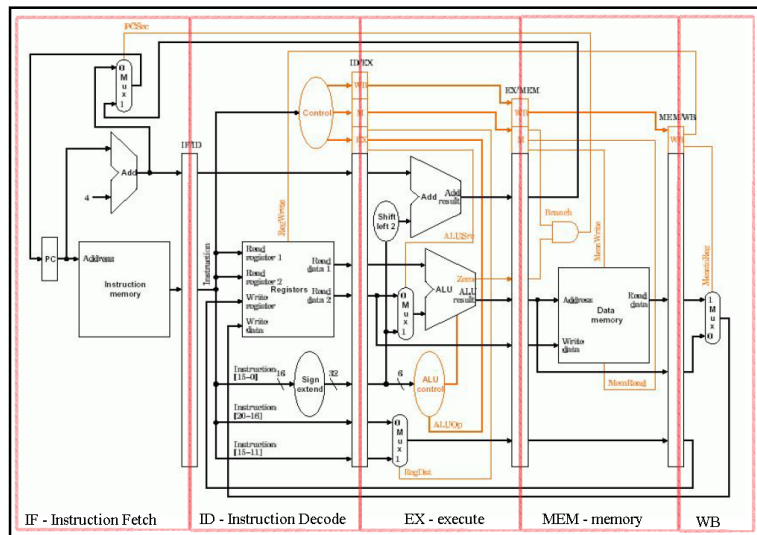 PCSrc
0
M
u
x
1
ID/EX
WB
EX/MEM
Control
M
WB
MEM/WB
EX
M
WB
IF/ID
Add
4
Add
Add
result
Shift
left 2
Branch
RegWrite
ALUSrc
MemWrite
MemtoReg
PC
Address
Instruction
memory
Instruction
Read
register 1
Read
register 2
Write
register
Write
data
Registers
Read
data 1
Read
data 2
0
M
u
x
1
Zero
ALU
ALU
result
Address
Write
data
Data
memory
Read
data
1
M
u
x
0
Instruction
[15–0]
16
Sign
extend
32
6
ALU
control
MemRead
Instruction
[20–16]
Instruction
[15–11]
0
M
u
x
1
ALUOp
RegDst
IF - Instruction Fetch
ID - Instruction Decode
EX - execute
MEM - memory
WB